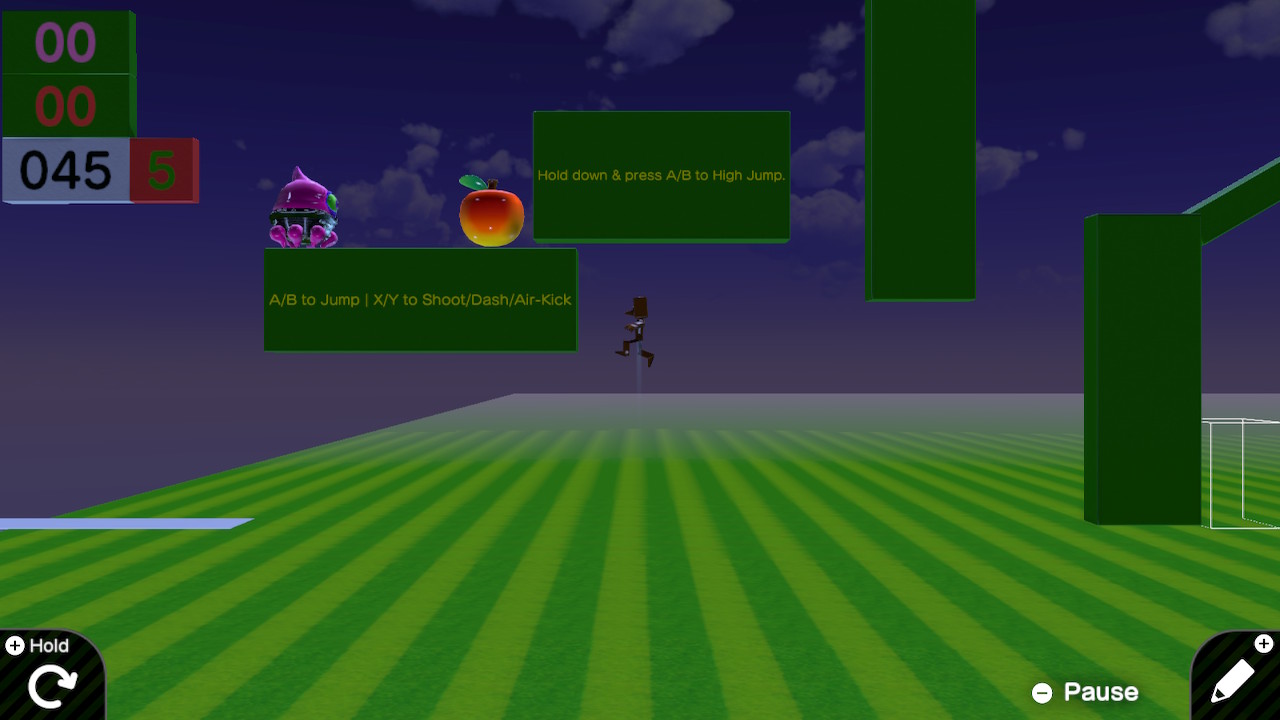 00
00
045 5
Hold down & press A/B to High Jump.
A/B to Jump | X/Y to Shoot/Dash/Air-Kick
Hold
Pause